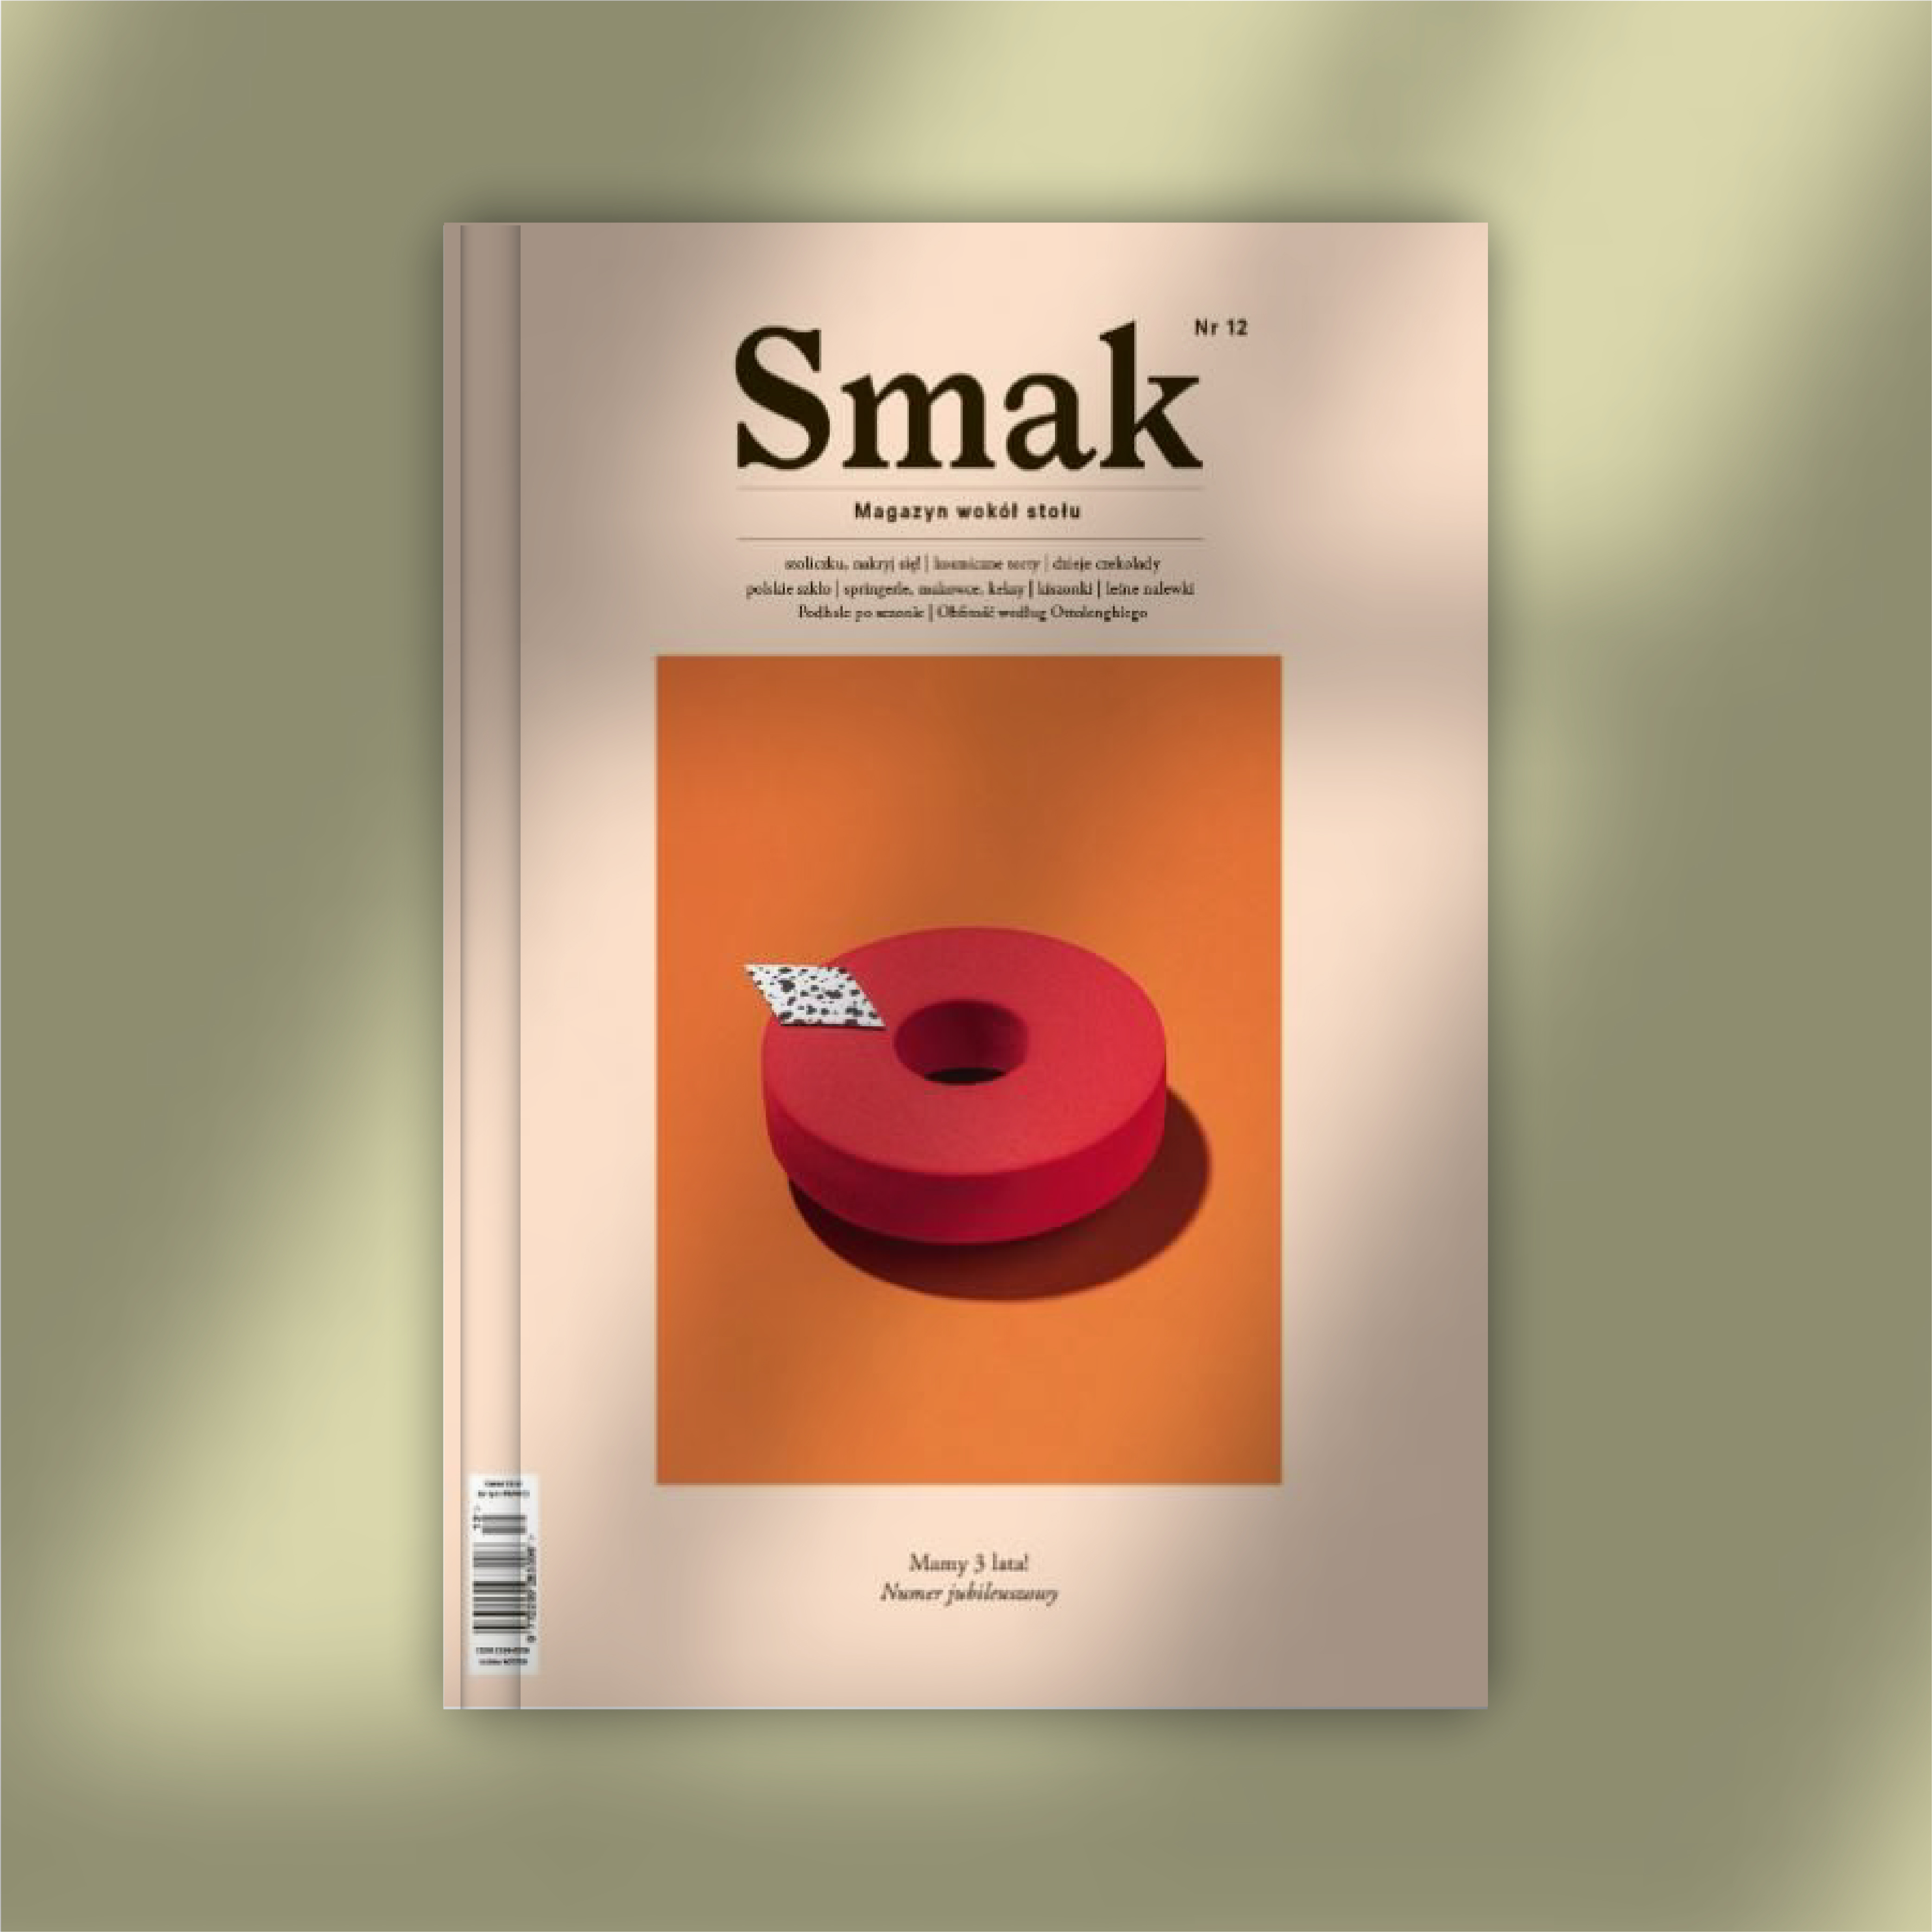 Smak
Nr 12
Magazyn wokół stołu
stoliczku, nakryj się! | kosmiczne torty | dzieje czekolady
polskie szkło | springerle, makowce, keksy | kiszonki | leśne nalewki
Podhale po sezonie | Obfitość według Ottolenghiego
Mamy 3 lata!
Numer jubileuszowy